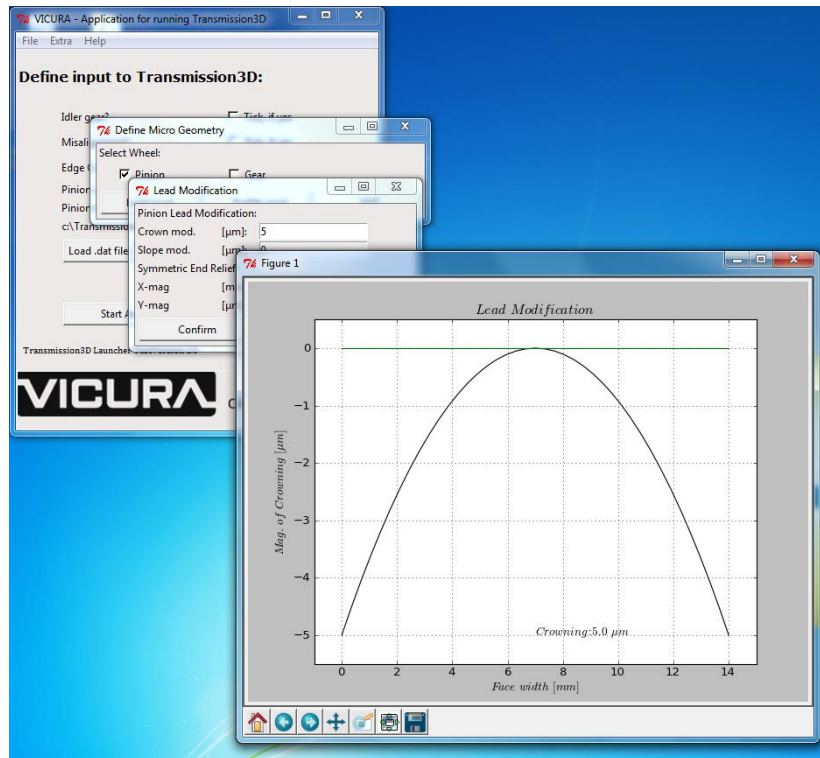 VICURA - Application for running Transmission3D
File Extra Help
Define input to Transmission3D:
Idler gear? Tick if yes
Define Micro Geometry
Select Wheel:
Pinion Gear
Lead Modification
Pinion Lead Modification:
Crown mod. [μm]: 5
Slope mod. [μm]: 0
Symmetric End Relief
X-mag
Y-mag
Confirm
Edge
Pinion
Pinion
Load .dat file
Start
Transmission3D Launcher
VICURA
Figure 1
Lead Modification
Mag. of Crowning [μm]
0
−1
−2
−3
−4
−5
Crowning:5.0 μm
0 2 4 6 8 10 12 14
Face width [mm]